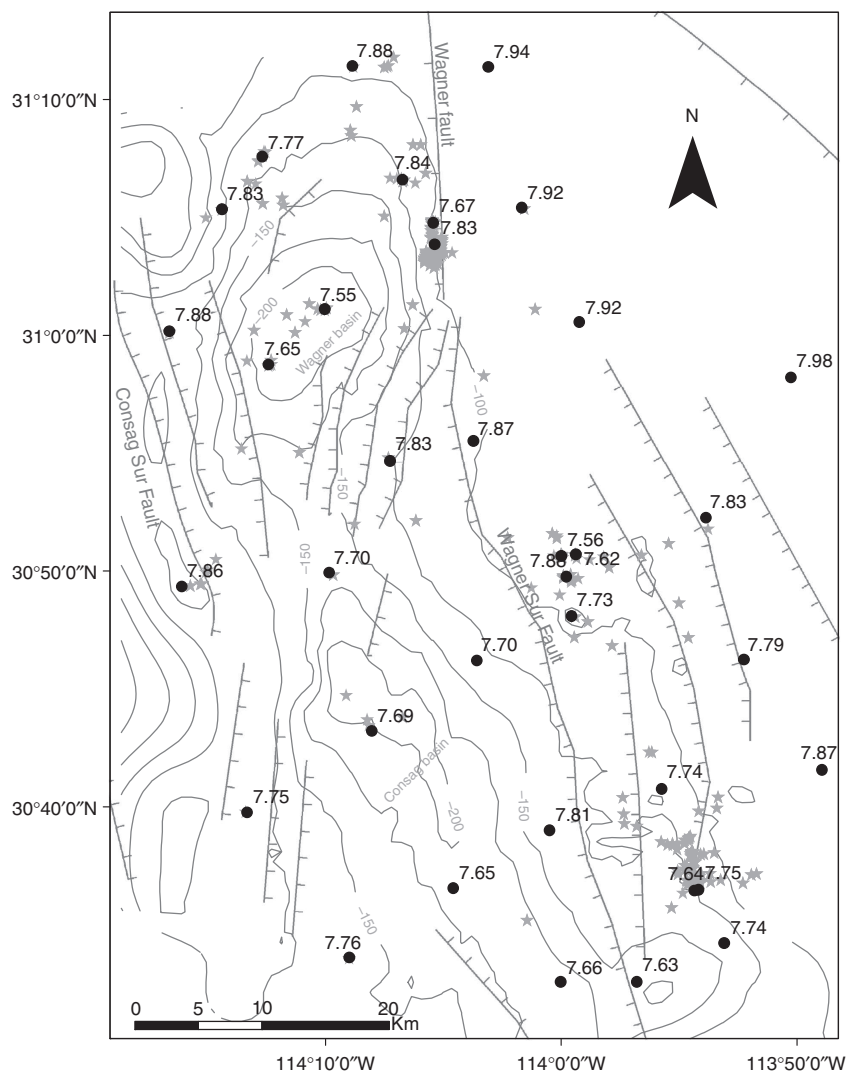 7.88
7.94
31°10′0″N
Wagner fault
N
7.77
7.84
7.83
7.92
7.67
7.83
−150
7.55
7.88
−200
7.92
31°0′0″N
Wagner basin
7.65
7.98
Consag Sur Fault
−100
7.87
7.83
−150
7.83
Wagner Sur Fault
7.56
−150
7.88
7.62
30°50′0″N
7.86
7.70
7.73
7.70
7.79
7.69
Consag basin
7.87
7.74
30°40′0″N
7.75
−200
−150
7.81
7.65
7.64
7.75
−150
7.76
7.74
7.66
7.63
0 5 10 20
Km
114°10′0″W
114°0′0″W
113°50′0″W